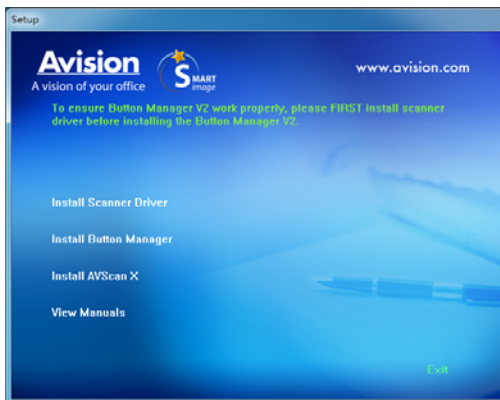 Setup
Avision
A vision of your office
SMART
image
www.avision.com
To ensure Button Manager V2 work properly, please FIRST install scanner
driver before installing the Button Manager V2.
Install Scanner Driver
Install Button Manager
Install AVScan X
View Manuals
Exit